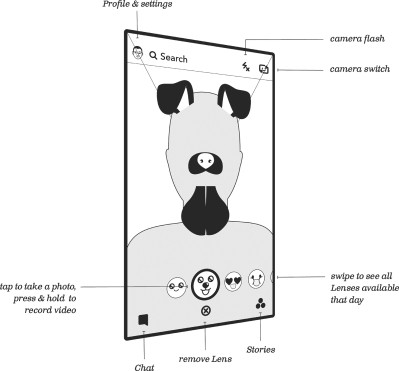 Profile & settings
camera flash
Search
camera switch
tap to take a photo,
press & hold to
record video
swipe to see all
Lenses available
that day
Chat
remove Lens
Stories